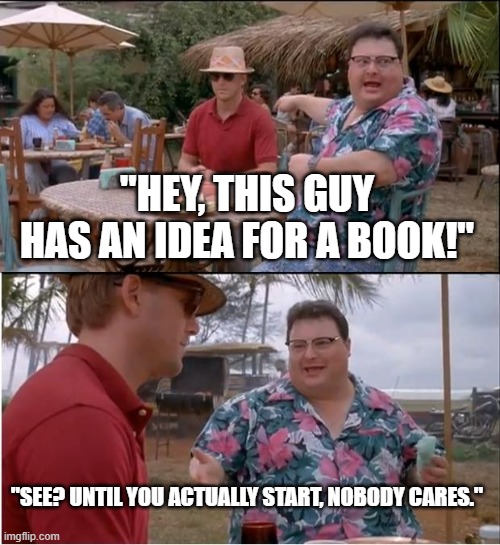 "HEY, THIS GUY
HAS AN IDEA FOR A BOOK!"
"SEE? UNTIL YOU ACTUALLY START, NOBODY CARES."
imgflip.com